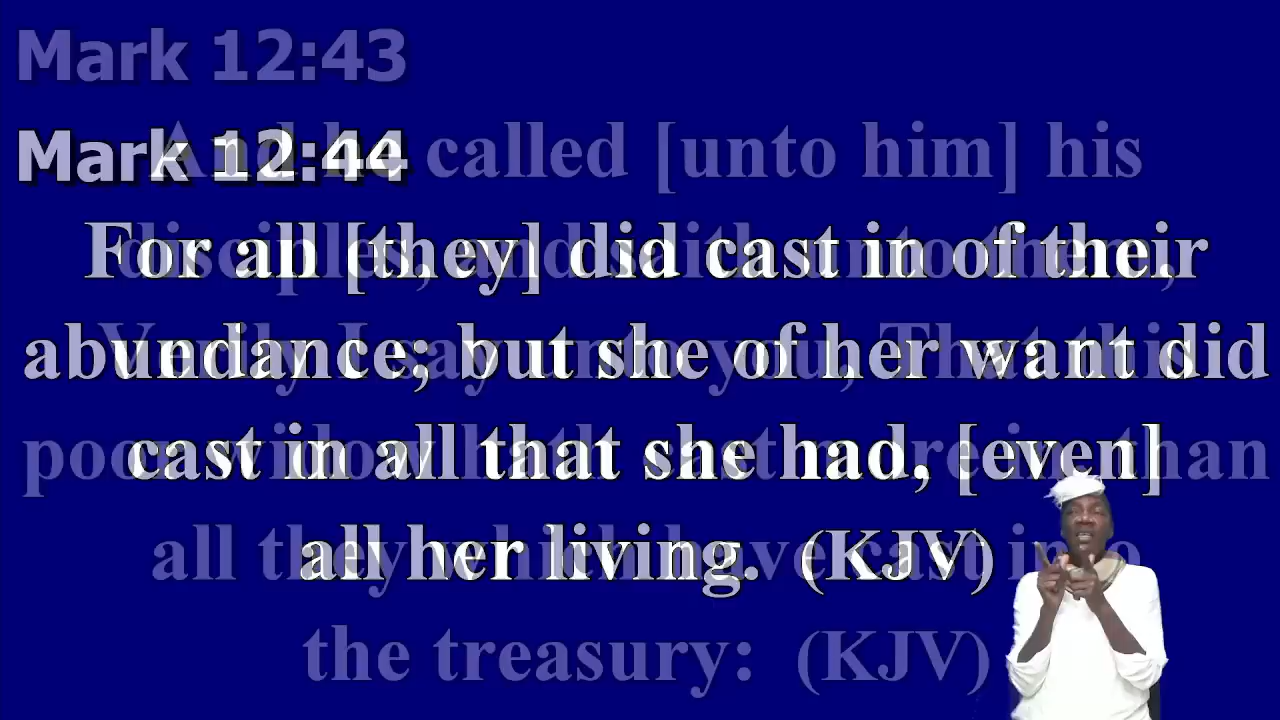 Mark 12:43
And he called [unto him] his
disciples, and saith unto them,
Verily I say unto you, That this
poor widow hath cast more in, than
all they which have cast into
the treasury: (KJV)
Mark 12:44
For all [they] did cast in of their
abundance; but she of her want did
cast in all that she had, [even]
all her living. (KJV)